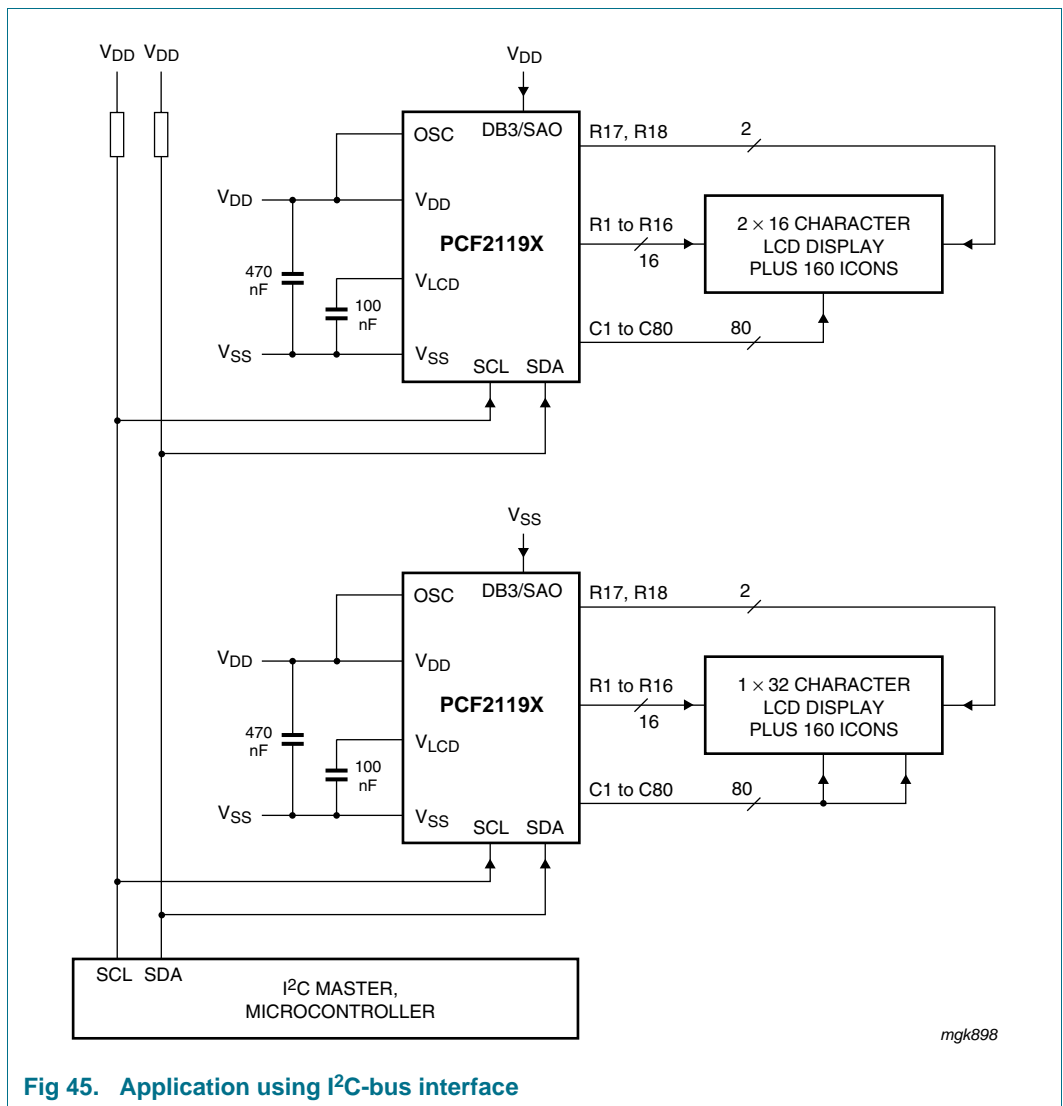 VDD VDD
VDD
OSC
DB3/SAO
R17, R18
2
VDD
VDD
PCF2119X
R1 to R16
16
2 × 16 CHARACTER
LCD DISPLAY
PLUS 160 ICONS
470
nF
VLCD
100
nF
C1 to C80
80
VSS
VSS
SCL SDA
VSS
OSC
DB3/SAO
R17, R18
2
VDD
VDD
PCF2119X
R1 to R16
16
1 × 32 CHARACTER
LCD DISPLAY
PLUS 160 ICONS
470
nF
VLCD
100
nF
C1 to C80
80
VSS
VSS
SCL SDA
SCL SDA
I2C MASTER,
MICROCONTROLLER
mgk898
Fig 45. Application using I2C-bus interface